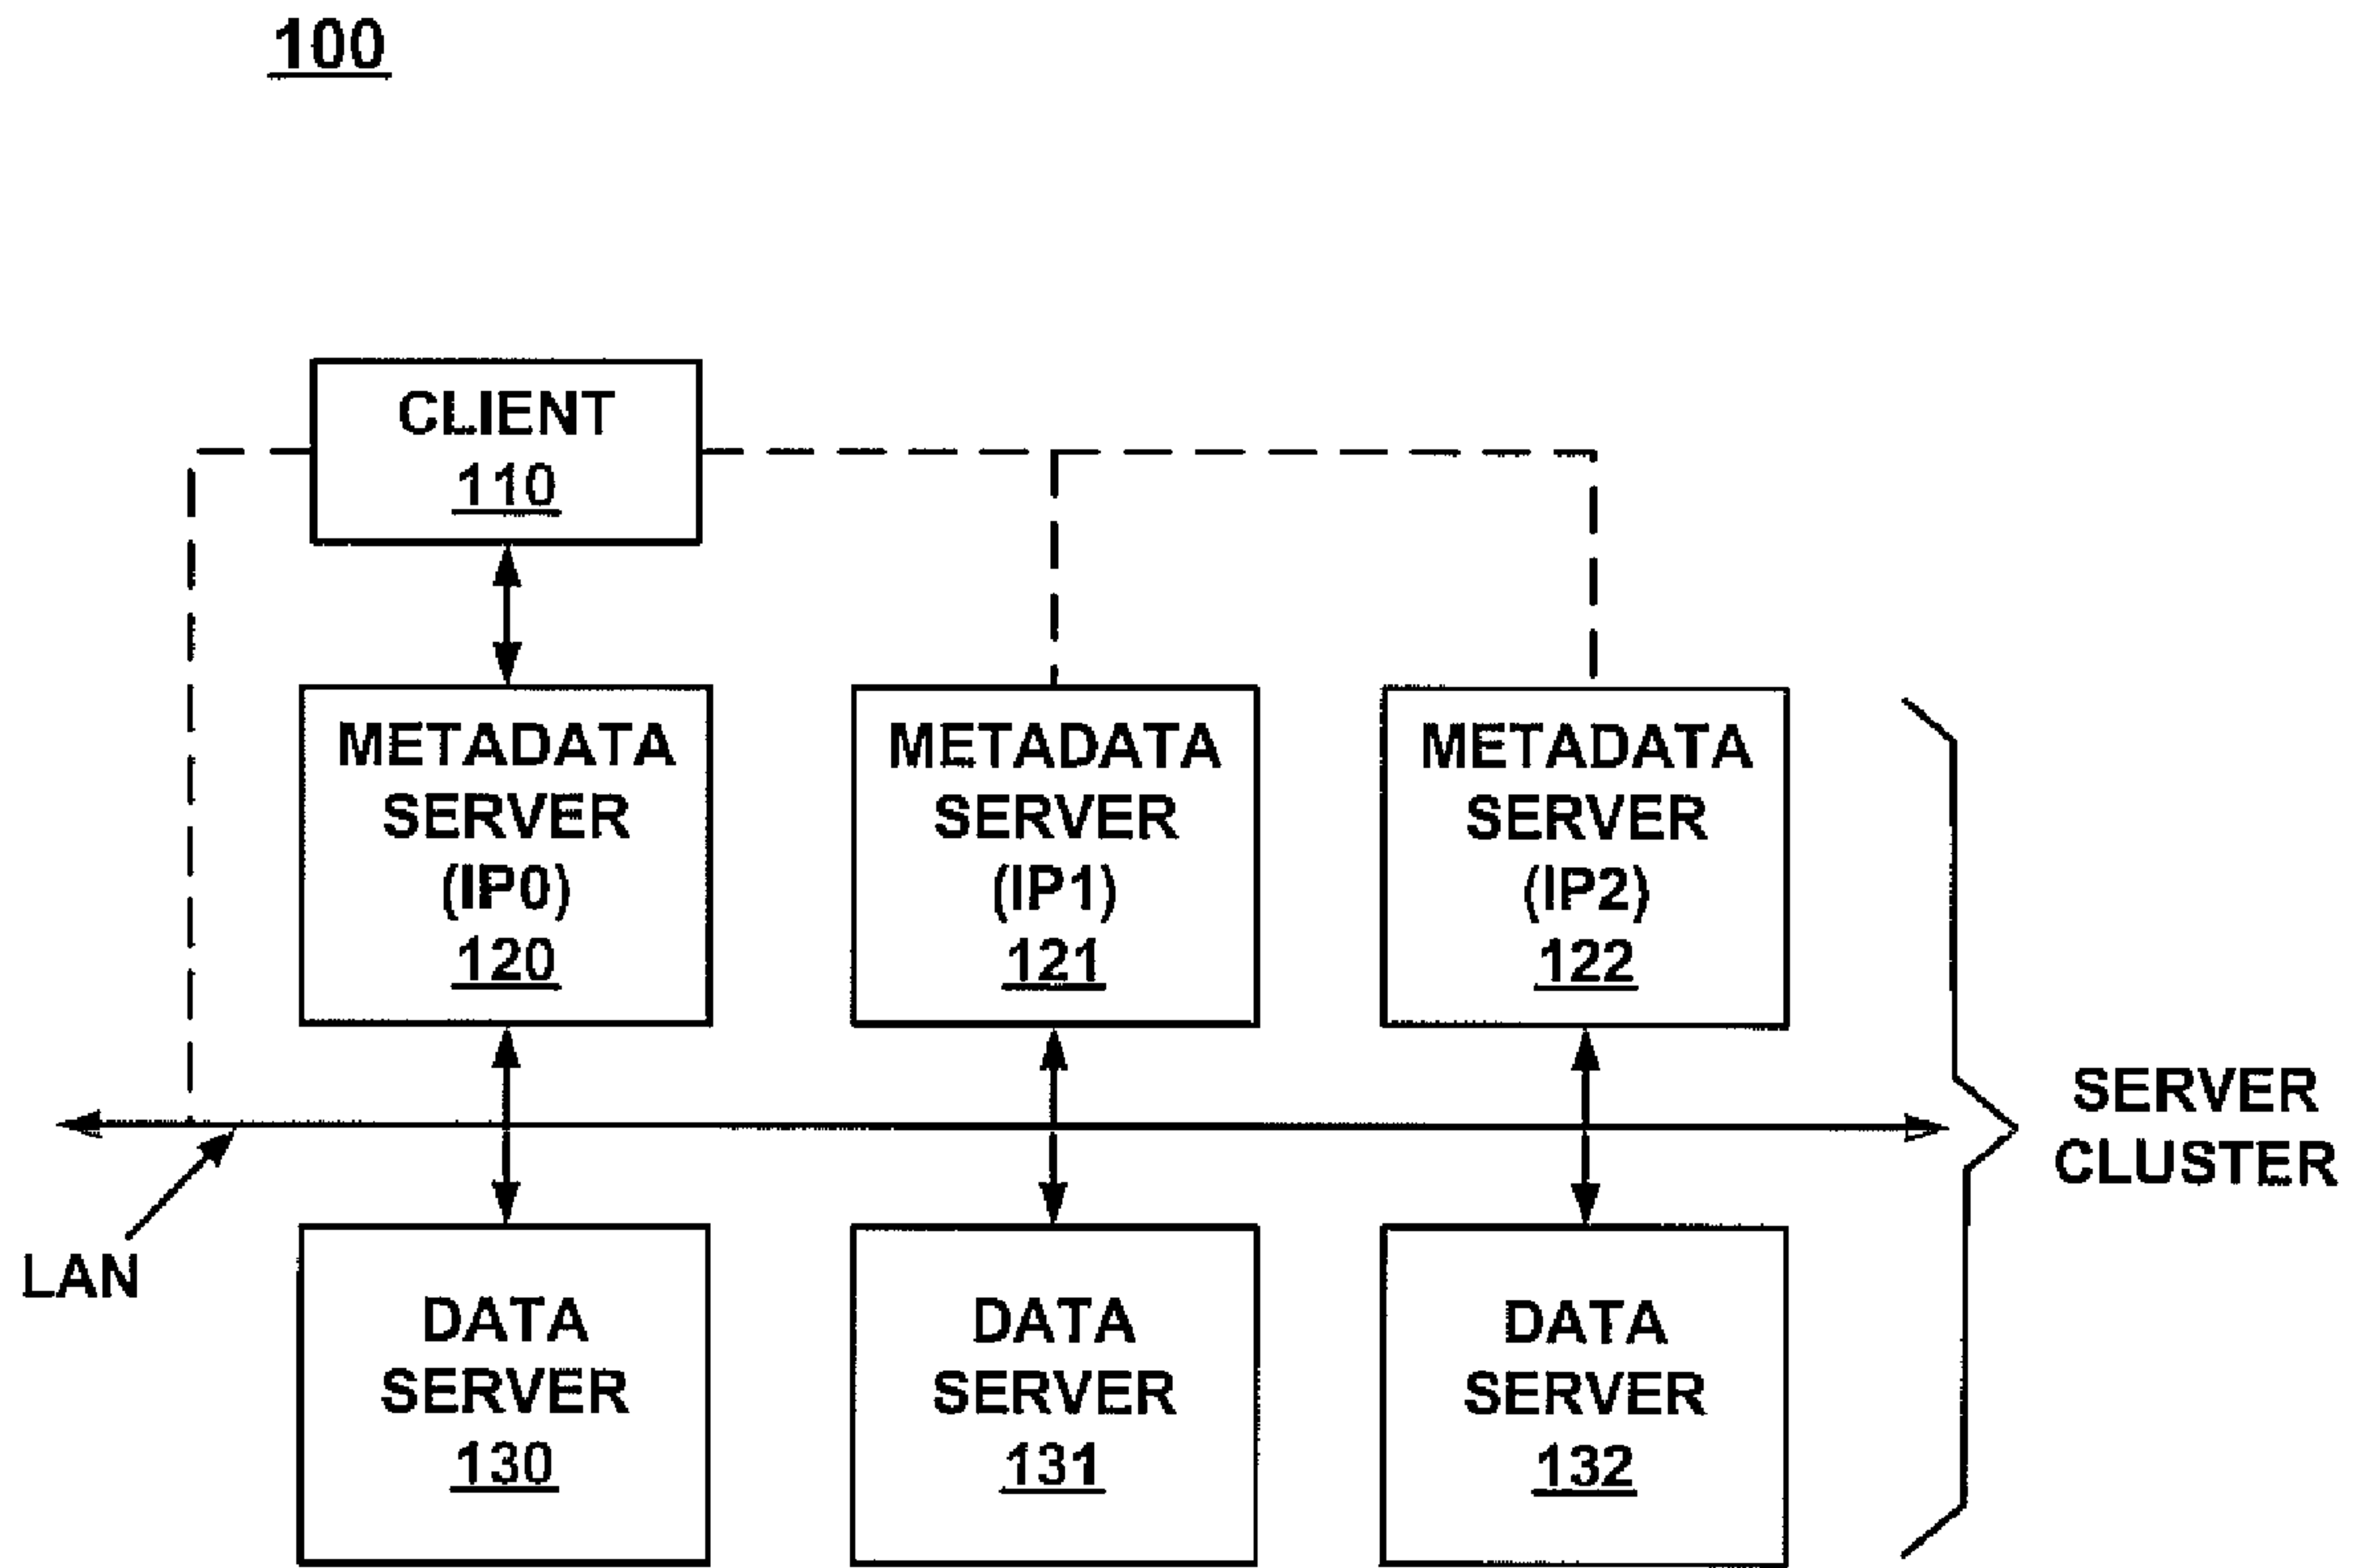 100
CLIENT
110
METADATA
SERVER
(IP0)
120
METADATA
SERVER
(IP1)
121
METADATA
SERVER
(IP2)
122
SERVER
CLUSTER
LAN
DATA
SERVER
130
DATA
SERVER
131
DATA
SERVER
132